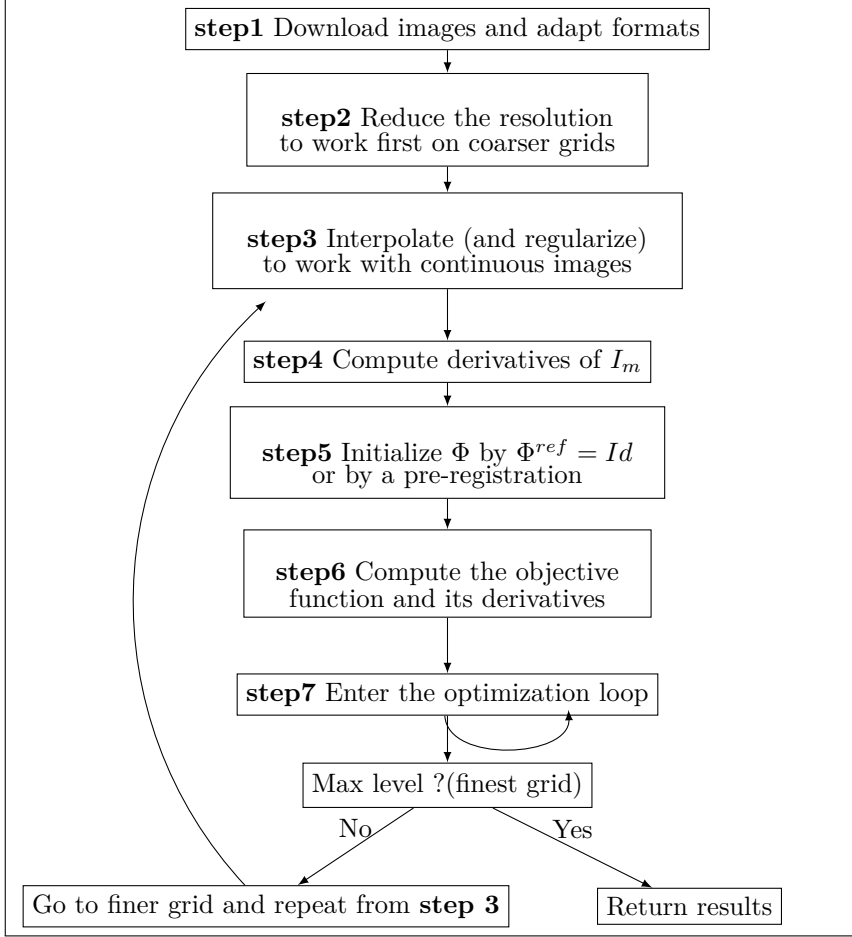 step1 Download images and adapt formats
step2 Reduce the resolution
to work first on coarser grids
step3 Interpolate (and regularize)
to work with continuous images
step4 Compute derivatives of I_m
step5 Initialize Φ by Φ^{ref} = Id
or by a pre-registration
step6 Compute the objective
function and its derivatives
step7 Enter the optimization loop
Max level ?(finest grid)
No
Yes
Go to finer grid and repeat from step 3
Return results